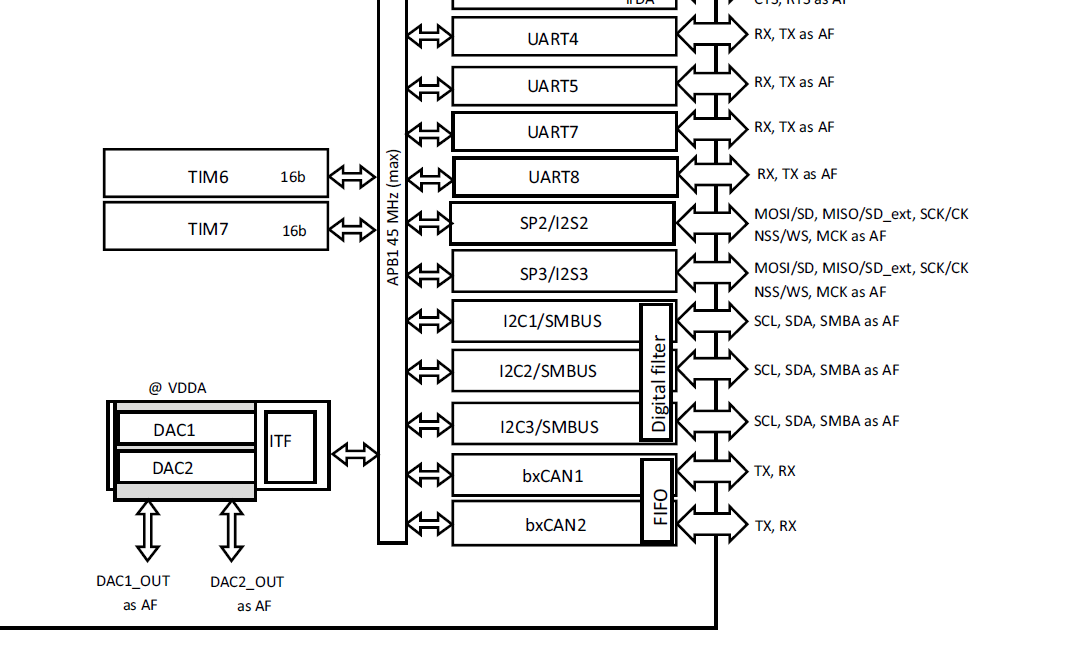 IrDA
CTS, RTS as AF
UART4
RX, TX as AF
UART5
RX, TX as AF
UART7
RX, TX as AF
UART8
RX, TX as AF
TIM6 16b
TIM7 16b
APB1 45 MHz (max)
SP2/I2S2
MOSI/SD, MISO/SD_ext, SCK/CK
NSS/WS, MCK as AF
SP3/I2S3
MOSI/SD, MISO/SD_ext, SCK/CK
NSS/WS, MCK as AF
I2C1/SMBUS
SCL, SDA, SMBA as AF
I2C2/SMBUS
SCL, SDA, SMBA as AF
I2C3/SMBUS
SCL, SDA, SMBA as AF
Digital filter
bxCAN1
TX, RX
bxCAN2
TX, RX
FIFO
@ VDDA
DAC1
DAC2
ITF
DAC1_OUT
as AF
DAC2_OUT
as AF